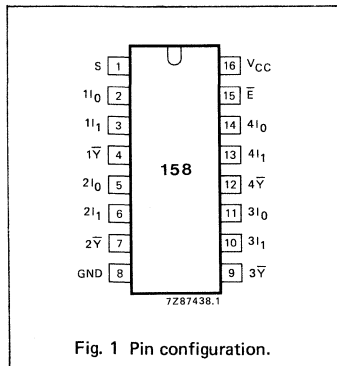 S 1 16 VCC
1I0 2 15 E̅
1I1 3 14 4I0
1Y̅ 4 13 4I1
158
2I0 5 12 4Y̅
2I1 6 11 3I0
2Y̅ 7 10 3I1
GND 8 9 3Y̅
7Z87438.1
Fig. 1 Pin configuration.